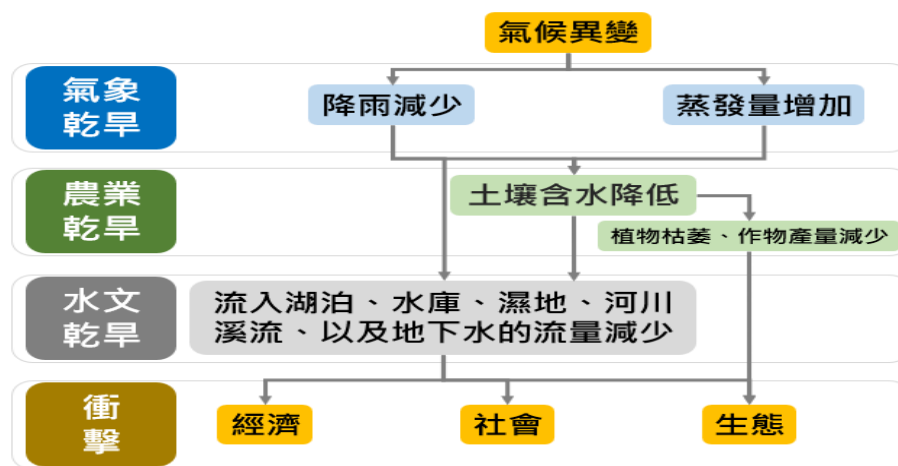 氣候異變
氣象
乾旱
降雨減少
蒸發量增加
農業
乾旱
土壤含水降低
植物枯萎、作物產量減少
水文
乾旱
流入湖泊、水庫、濕地、河川
溪流、以及地下水的流量減少
衝
擊
經濟
社會
生態